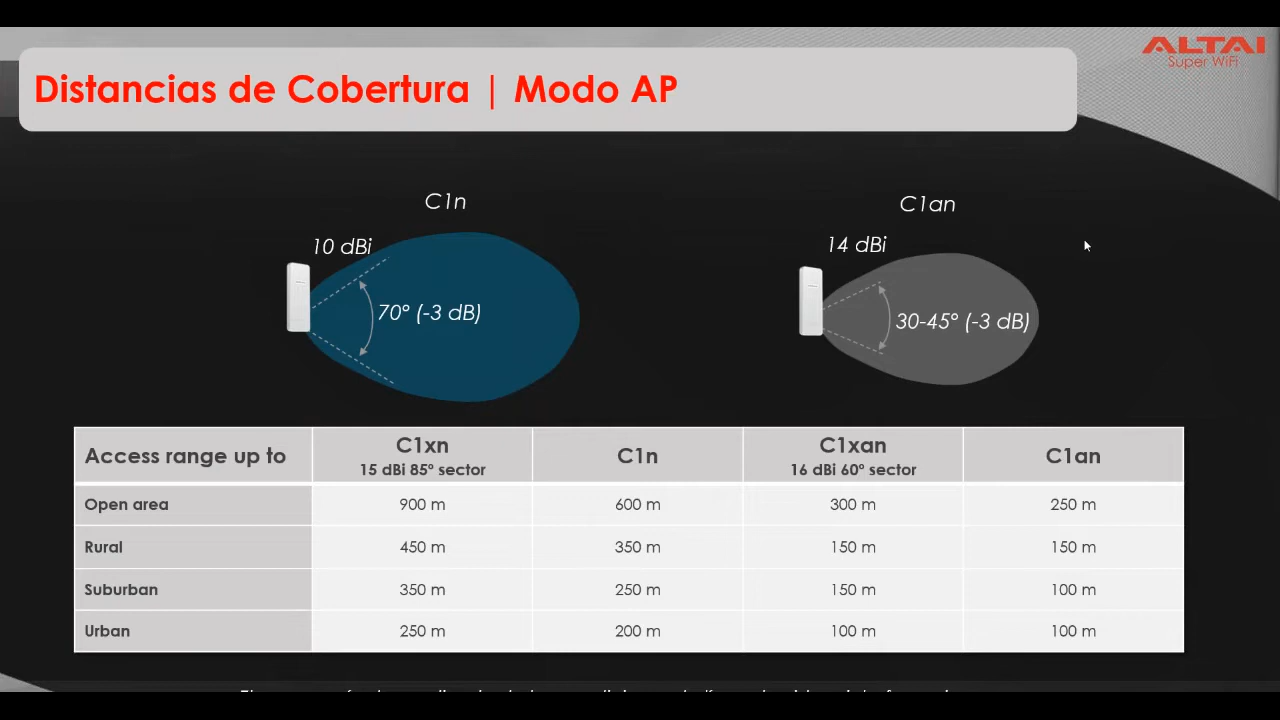 ALTAI
Super WiFi
Distancias de Cobertura | Modo AP
C1n
C1an
10 dBi
14 dBi
70° (-3 dB)
30-45° (-3 dB)
Access range up to
C1xn
15 dBi 85º sector
C1n
C1xan
16 dBi 60º sector
C1an
Open area 900 m 600 m 300 m 250 m
Rural 450 m 350 m 150 m 150 m
Suburban 350 m 250 m 150 m 100 m
Urban 250 m 200 m 100 m 100 m